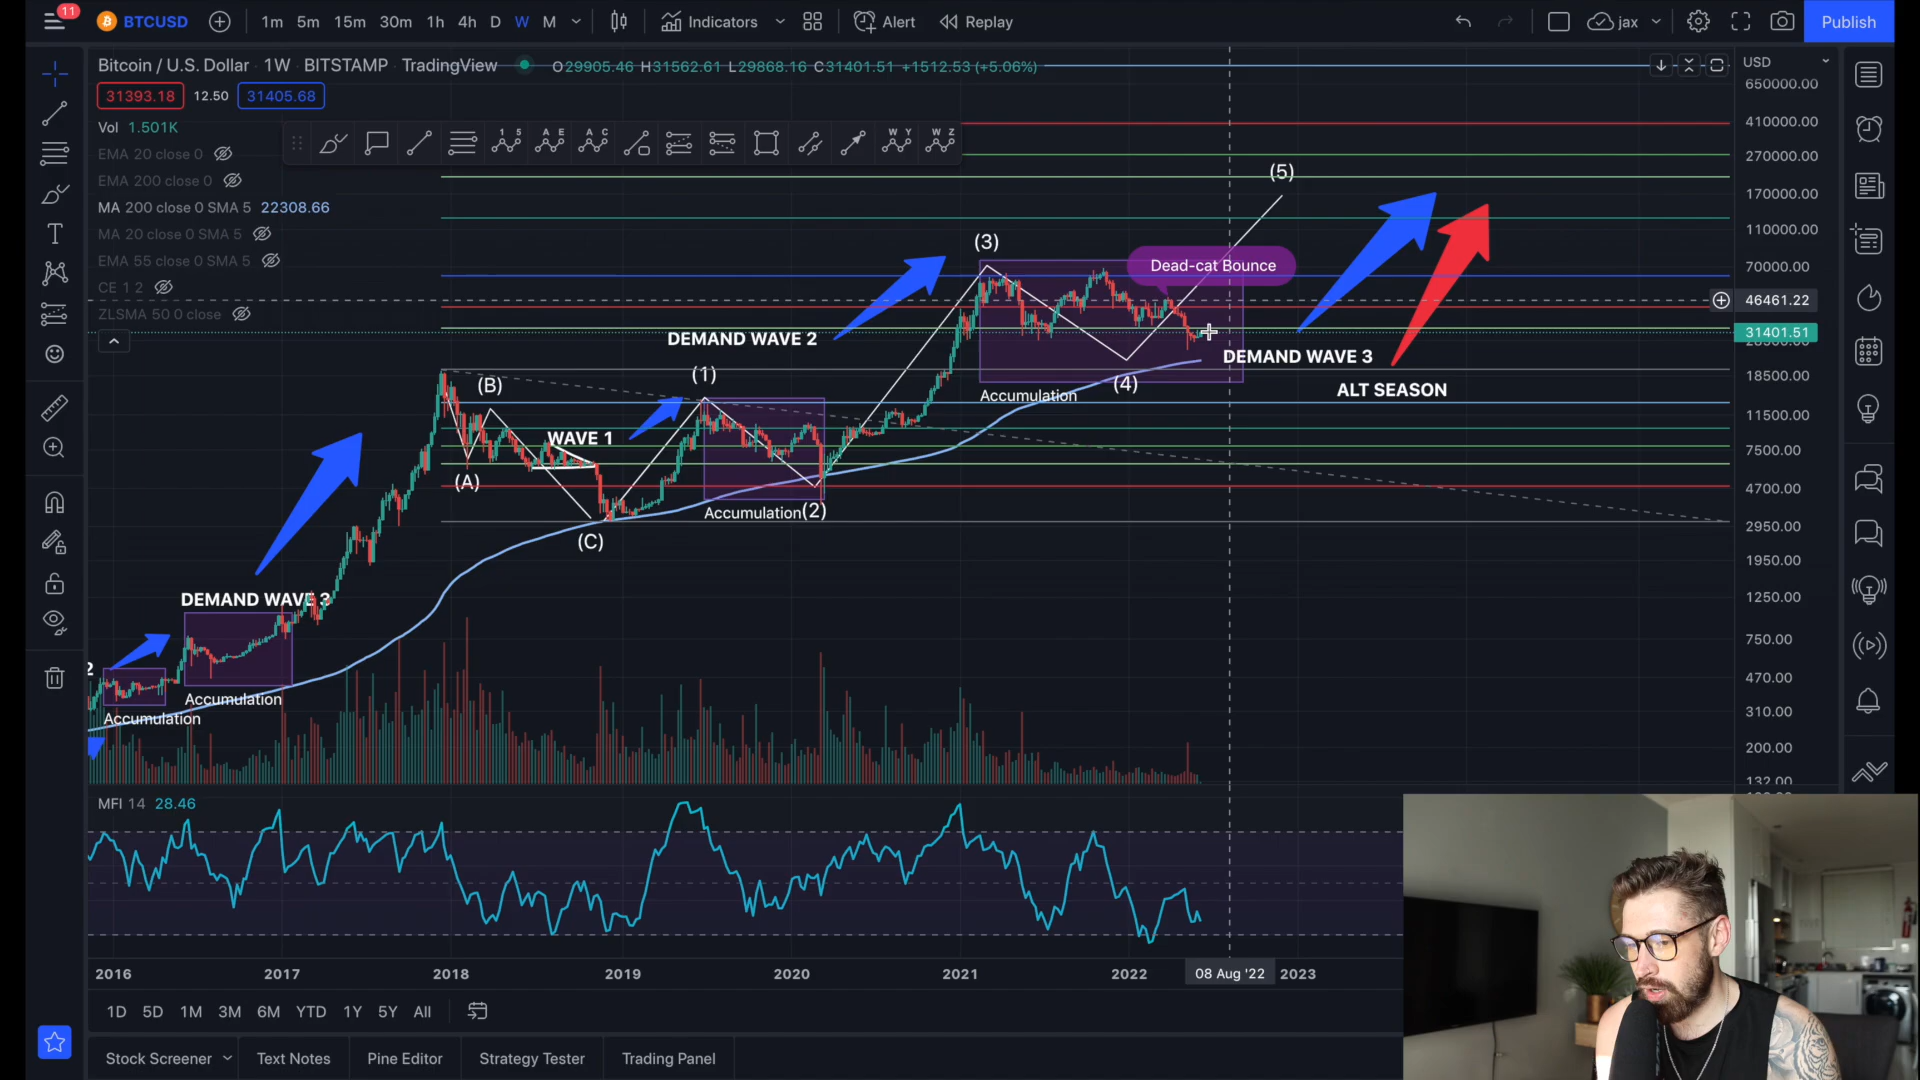 11
BTCUSD
1m 5m 15m 30m 1h 4h D W M
Indicators
Alert
Replay
jax
Publish
Bitcoin / U.S. Dollar 1W BITSTAMP TradingView
O29905.46 H31562.61 L29868.16 C31401.51 +1512.53 (+5.06%)
USD
31393.18 12.50 31405.68
Vol 1.501K
EMA 20 close 0
EMA 200 close 0
MA 200 close 0 SMA 5 22308.66
MA 20 close 0 SMA 5
EMA 55 close 0 SMA 5
CE 1 2
ZLSMA 50 0 close
1 5
A E
A C
W Y
W Z
650000.00
410000.00
270000.00
170000.00
110000.00
70000.00
46461.22
31401.51
18500.00
11500.00
7500.00
4700.00
2950.00
1950.00
1250.00
750.00
470.00
310.00
200.00
132.00
(5)
(3)
Dead-cat Bounce
DEMAND WAVE 2
DEMAND WAVE 3
ALT SEASON
(4)
Accumulation
(1)
(B)
WAVE 1
(A)
Accumulation(2)
(C)
DEMAND WAVE 3
2
Accumulation
Accumulation
MFI 14 28.46
2016 2017 2018 2019 2020 2021 2022 08 Aug '22 2023
1D 5D 1M 3M 6M YTD 1Y 5Y All
Stock Screener
Text Notes
Pine Editor
Strategy Tester
Trading Panel